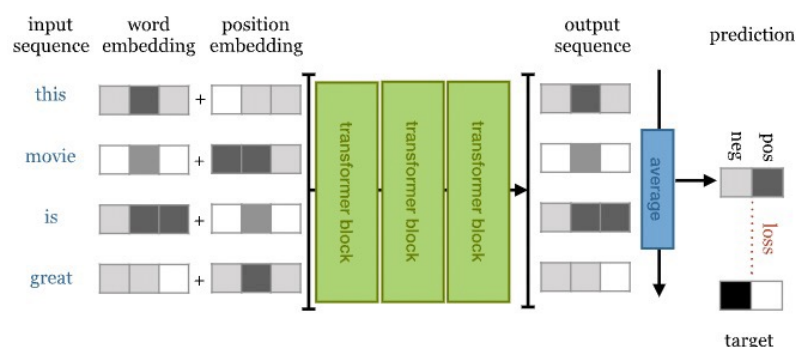 input
sequence
word
embedding
position
embedding
output
sequence
prediction
this
+
movie
+
is
+
great
+
transformer block
transformer block
transformer block
average
neg
pos
loss
target